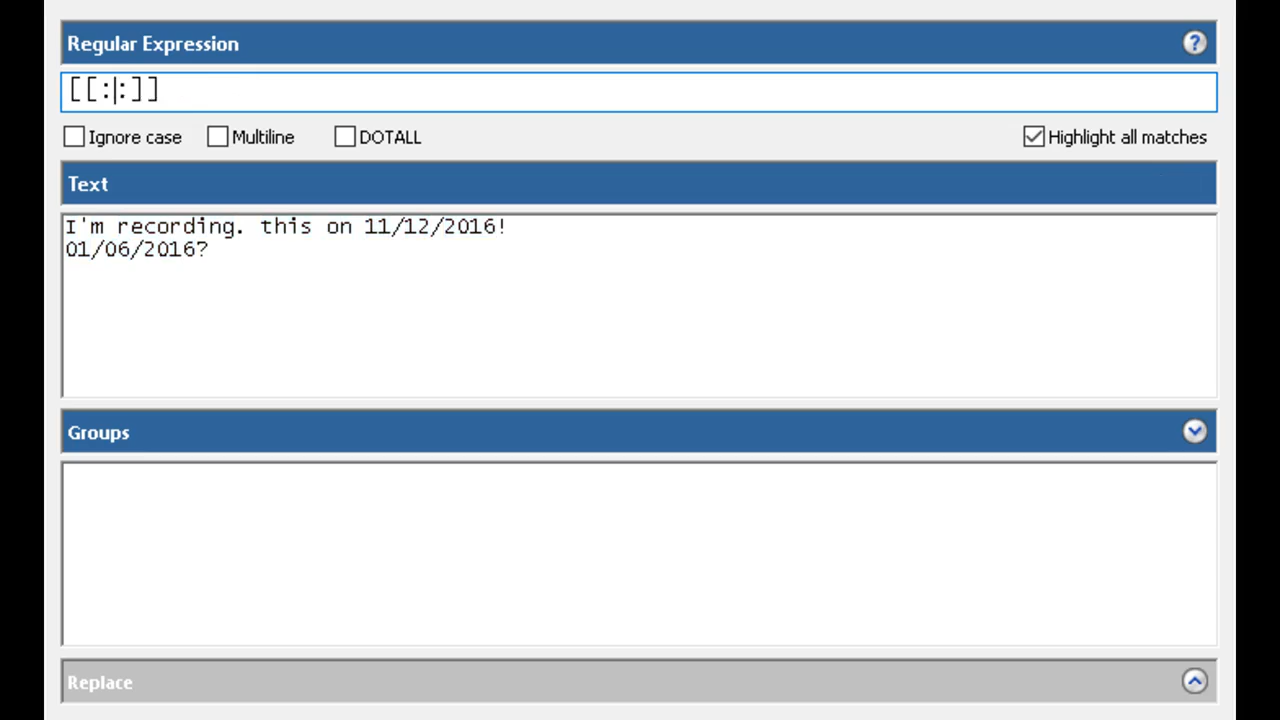 Regular Expression
[[::]]
Ignore case Multiline DOTALL Highlight all matches
Text
I'm recording. this on 11/12/2016!
01/06/2016?
Groups
Replace